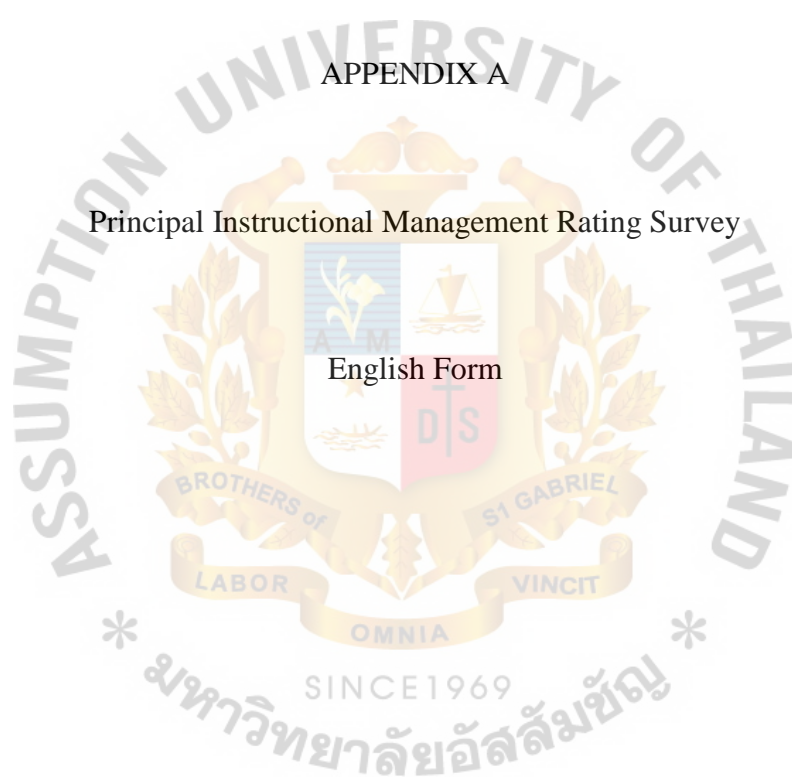 ASSUMPTION UNIVERSITY OF THAILAND
APPENDIX A
Principal Instructional Management Rating Survey
A M
English Form
D S
BROTHERS of
S1 GABRIEL
LABOR
VINCIT
OMNIA
SINCE1969
* มหาวิทยาลัยอัสสัมชัญ *